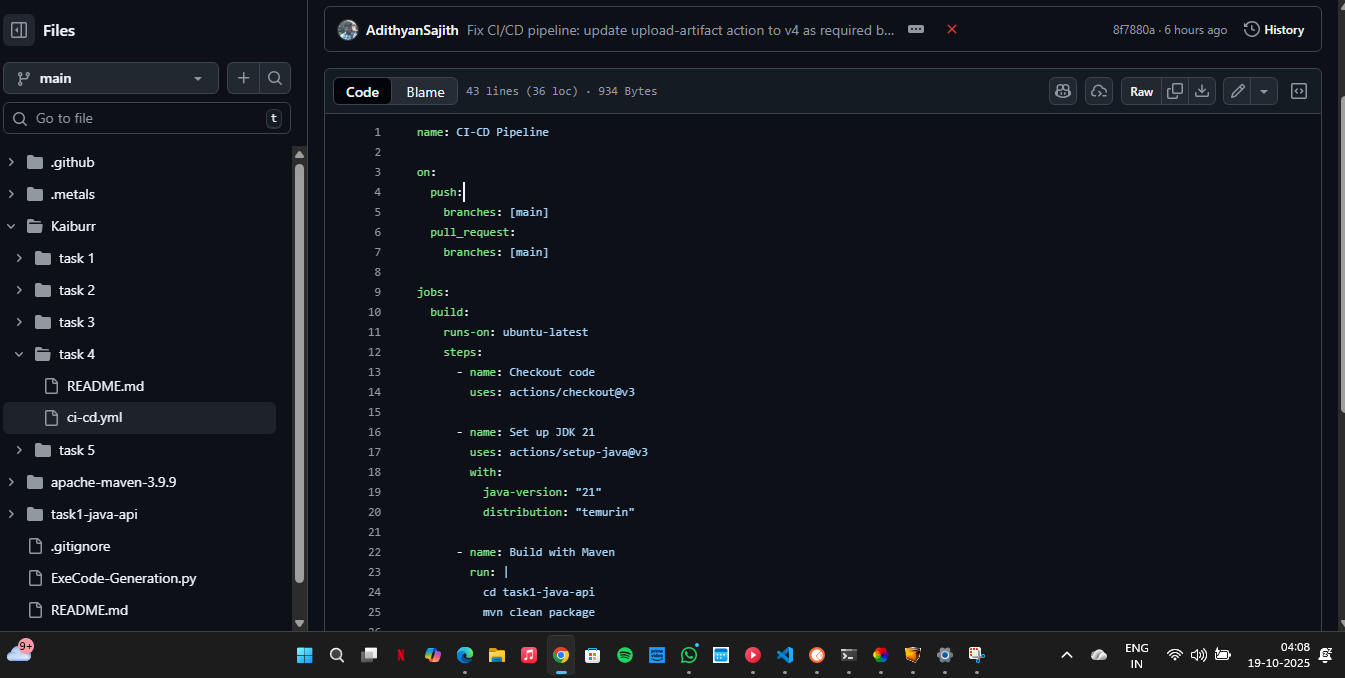 Files
main
Go to file
t
.github
.metals
Kaiburr
task 1
task 2
task 3
task 4
README.md
ci-cd.yml
task 5
apache-maven-3.9.9
task1-java-api
.gitignore
ExeCode-Generation.py
README.md
AdithyanSajith Fix CI/CD pipeline: update upload-artifact action to v4 as required b... 8f7880a · 6 hours ago History
Code Blame 43 lines (36 loc) · 934 Bytes Raw
1 name: CI-CD Pipeline
2
3 on:
4 push:
5 branches: [main]
6 pull_request:
7 branches: [main]
8
9 jobs:
10 build:
11 runs-on: ubuntu-latest
12 steps:
13 - name: Checkout code
14 uses: actions/checkout@v3
15
16 - name: Set up JDK 21
17 uses: actions/setup-java@v3
18 with:
19 java-version: "21"
20 distribution: "temurin"
21
22 - name: Build with Maven
23 run: |
24 cd task1-java-api
25 mvn clean package
9+
ENG
IN
04:08
19-10-2025